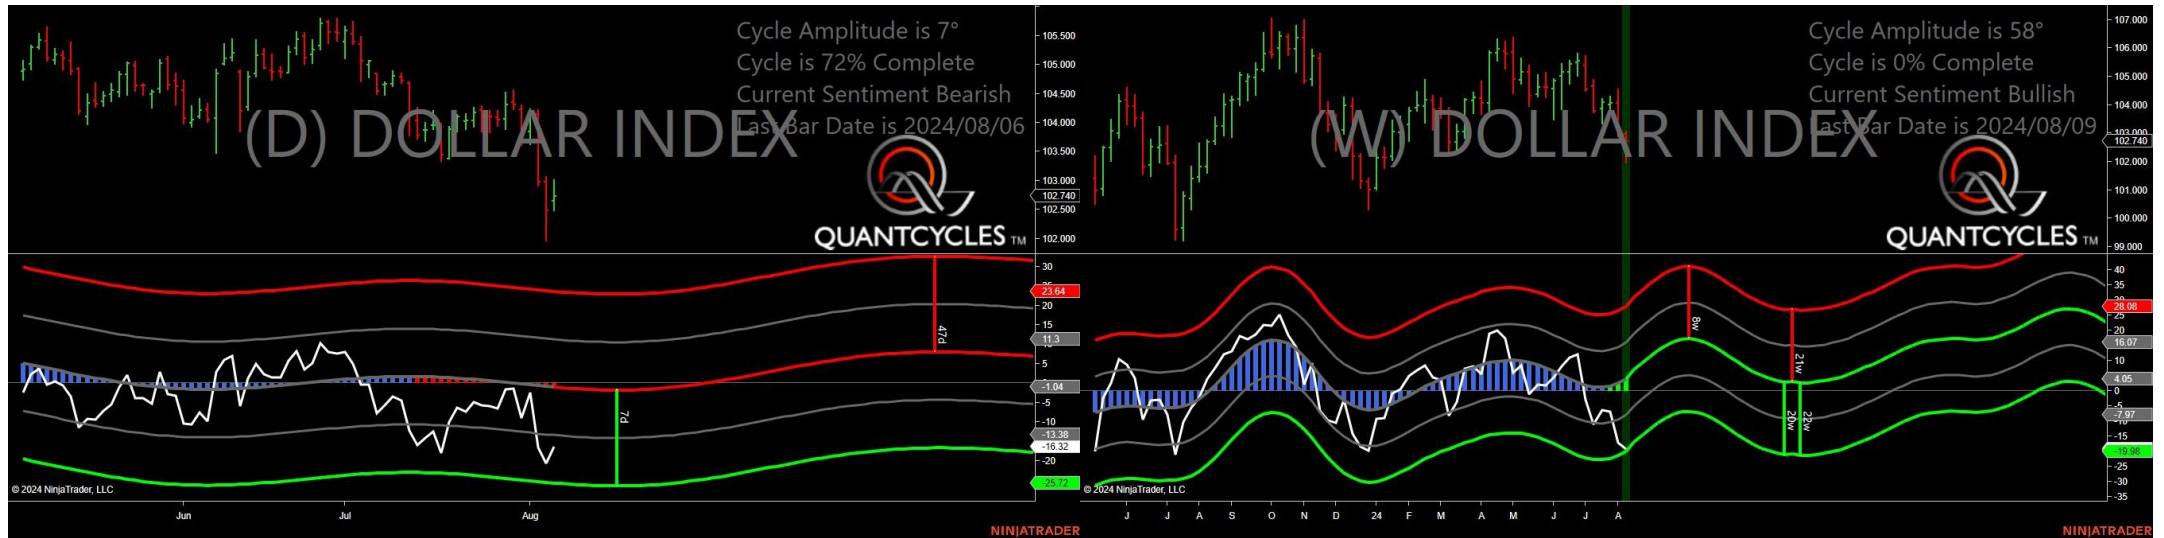 Cycle Amplitude is 7°
Cycle is 72% Complete
Current Sentiment Bearish
Last Bar Date is 2024/08/06
(D) DOLLAR INDEX
QUANTCYCLES TM
105.500
105.000
104.500
104.000
103.500
103.000
102.740
102.500
102.000
30
23.64
20
15
11.3
5
-1.04
-5
-10
-13.38
-16.32
-20
-25.72
47d
7d
© 2024 NinjaTrader, LLC
Jun Jul Aug
NINJATRADER
Cycle Amplitude is 58°
Cycle is 0% Complete
Current Sentiment Bullish
Last Bar Date is 2024/08/09
(W) DOLLAR INDEX
QUANTCYCLES TM
107.000
106.000
105.000
104.000
103.000
102.740
102.000
101.000
100.000
99.000
40
35
28.08
25
20
16.07
10
4.05
0
-5
-7.97
-10
-15
-19.98
-25
-30
-35
8w
21w
20w
22w
© 2024 NinjaTrader, LLC
J J A S O N D 24 F M A M J J A
NINJATRADER